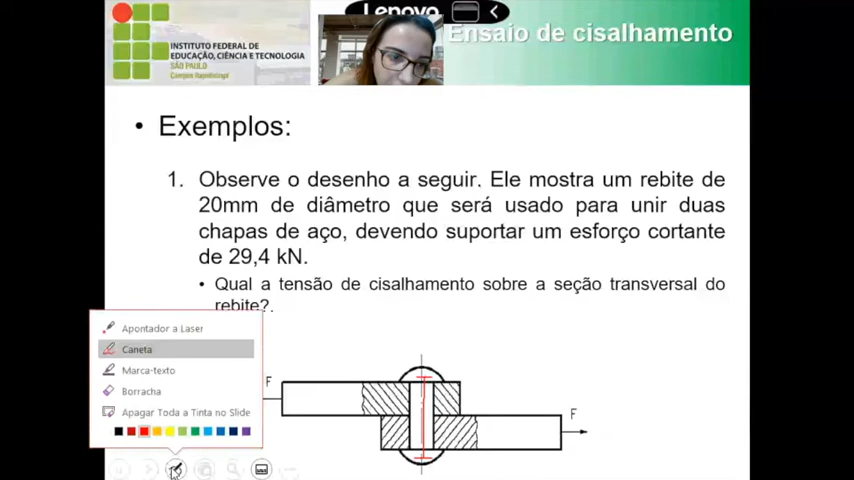 Lenovo
INSTITUTO FEDERAL DE
EDUCAÇÃO, CIÊNCIA E TECNOLOGIA
SÃO PAULO
Campus Itapetininga
Ensaio de cisalhamento
• Exemplos:
1. Observe o desenho a seguir. Ele mostra um rebite de
20mm de diâmetro que será usado para unir duas
chapas de aço, devendo suportar um esforço cortante
de 29,4 kN.
• Qual a tensão de cisalhamento sobre a seção transversal do
rebite?.
Apontador a Laser
Caneta
Marca-texto
Borracha
Apagar Toda a Tinta no Slide
F
F